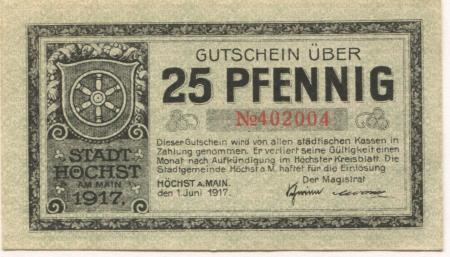 GUTSCHEIN ÜBER
25 PFENNIG
№402004
Dieser Gutschein wird von allen städtischen Kassen in
Zahlung genommen. Er verliert seine Gültigkeit einen
Monat nach Aufkündigung im Höchster Kreisblatt. Die
Stadtgemeinde Höchst a.M. haftet für die Einlösung
HÖCHST A. MAIN.
den 1. Juni 1917.
Der Magistrat
STADT
HÖCHST
AM MAIN
1917.